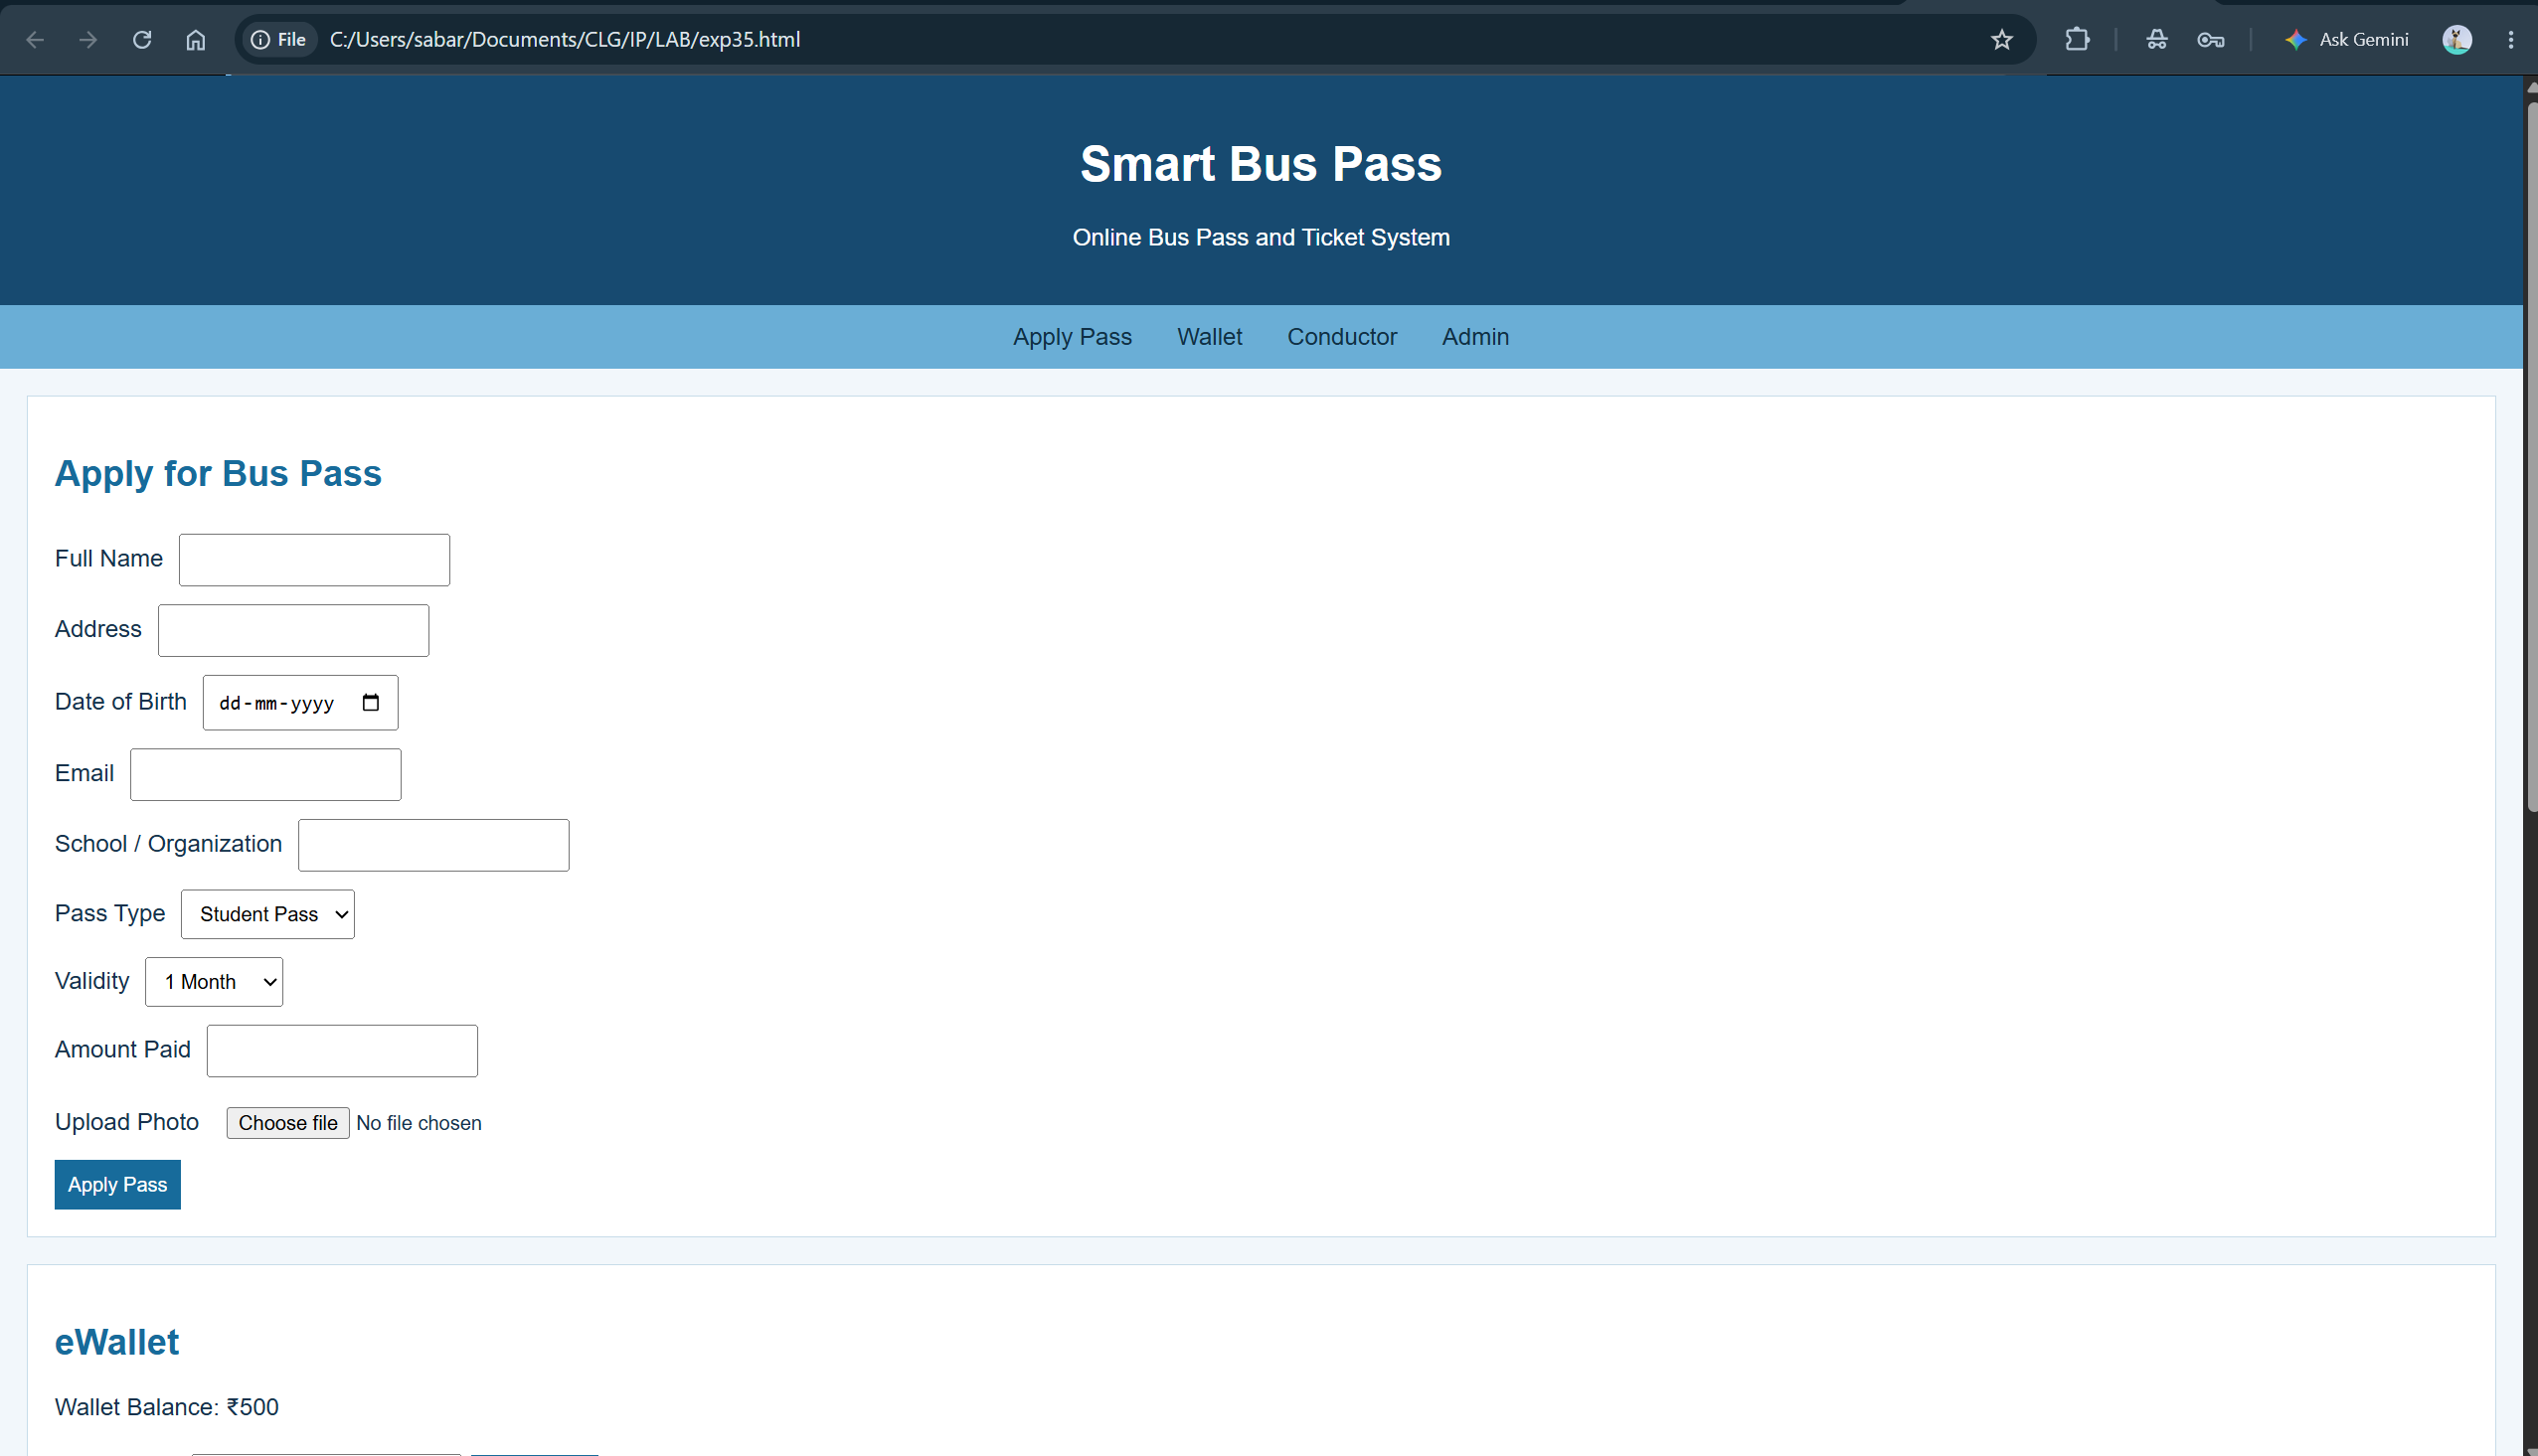 File C:/Users/sabar/Documents/CLG/IP/LAB/exp35.html Ask Gemini
Smart Bus Pass
Online Bus Pass and Ticket System
Apply Pass Wallet Conductor Admin
Apply for Bus Pass
Full Name
Address
Date of Birth dd-mm-yyyy
Email
School / Organization
Pass Type Student Pass
Validity 1 Month
Amount Paid
Upload Photo Choose file No file chosen
Apply Pass
eWallet
Wallet Balance: ₹500